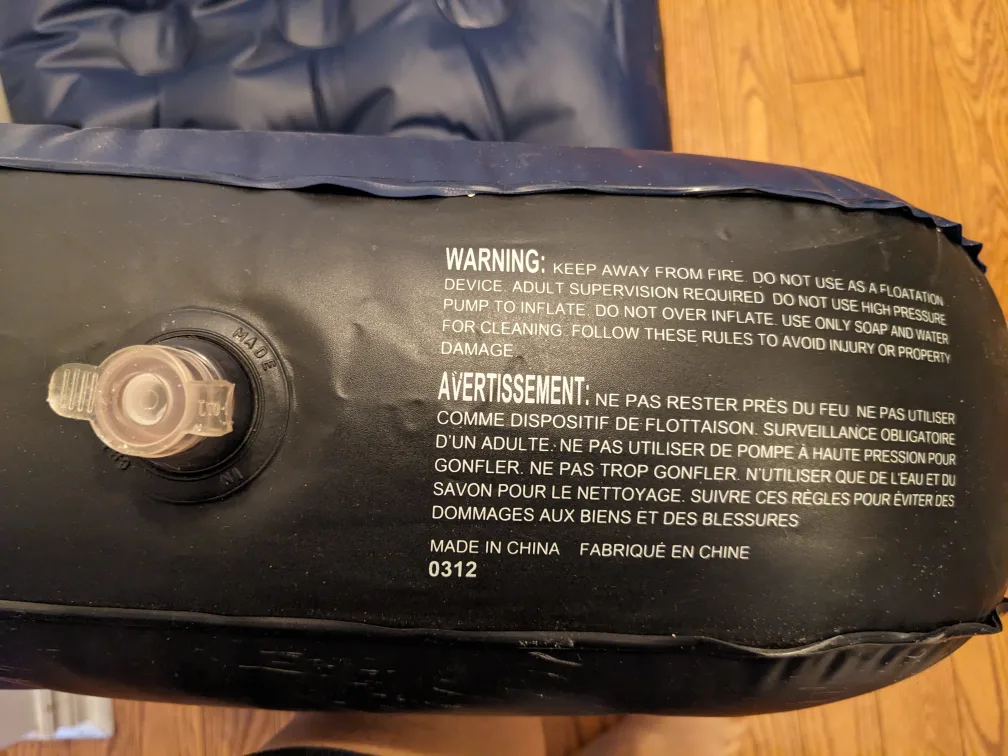 MADE
WARNING: KEEP AWAY FROM FIRE. DO NOT USE AS A FLOATATION
DEVICE. ADULT SUPERVISION REQUIRED. DO NOT USE HIGH PRESSURE
PUMP TO INFLATE. DO NOT OVER INFLATE. USE ONLY SOAP AND WATER
FOR CLEANING. FOLLOW THESE RULES TO AVOID INJURY OR PROPERTY
DAMAGE.
AVERTISSEMENT: NE PAS RESTER PRÈS DU FEU. NE PAS UTILISER
COMME DISPOSITIF DE FLOTTAISON. SURVEILLANCE OBLIGATOIRE
D'UN ADULTE. NE PAS UTILISER DE POMPE À HAUTE PRESSION POUR
GONFLER. NE PAS TROP GONFLER. N'UTILISER QUE DE L'EAU ET DU
SAVON POUR LE NETTOYAGE. SUIVRE CES RÈGLES POUR ÉVITER DES
DOMMAGES AUX BIENS ET DES BLESSURES
MADE IN CHINA FABRIQUÉ EN CHINE
0312